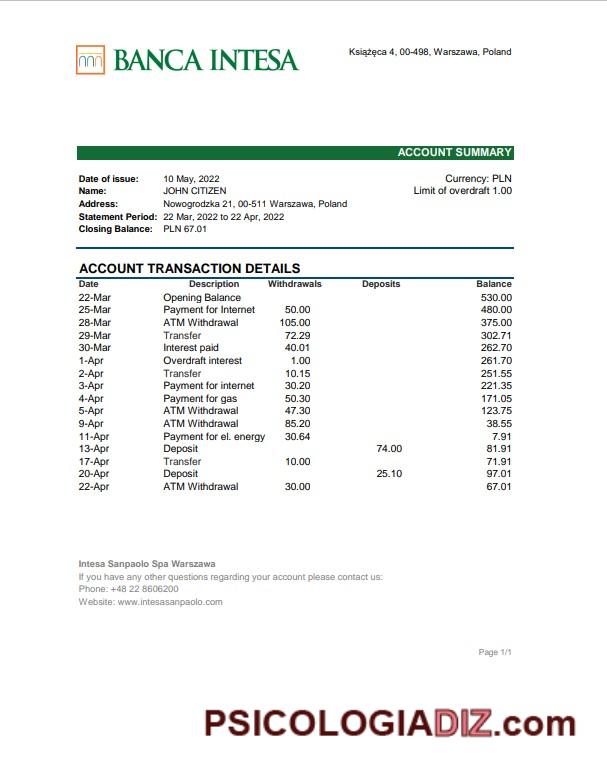 BANCA INTESA
Książęca 4, 00-498, Warszawa, Poland
ACCOUNT SUMMARY
Date of issue: 10 May, 2022 Currency: PLN
Name: JOHN CITIZEN Limit of overdraft 1.00
Address: Nowogrodzka 21, 00-511 Warszawa, Poland
Statement Period: 22 Mar, 2022 to 22 Apr, 2022
Closing Balance: PLN 67.01
ACCOUNT TRANSACTION DETAILS
Date Description Withdrawals Deposits Balance
22-Mar Opening Balance 530.00
25-Mar Payment for Internet 50.00 480.00
28-Mar ATM Withdrawal 105.00 375.00
29-Mar Transfer 72.29 302.71
30-Mar Interest paid 40.01 262.70
1-Apr Overdraft interest 1.00 261.70
2-Apr Transfer 10.15 251.55
3-Apr Payment for internet 30.20 221.35
4-Apr Payment for gas 50.30 171.05
5-Apr ATM Withdrawal 47.30 123.75
9-Apr ATM Withdrawal 85.20 38.55
11-Apr Payment for el. energy 30.64 7.91
13-Apr Deposit 74.00 81.91
17-Apr Transfer 10.00 71.91
20-Apr Deposit 25.10 97.01
22-Apr ATM Withdrawal 30.00 67.01
Intesa Sanpaolo Spa Warszawa
If you have any other questions regarding your account please contact us:
Phone: +48 22 8606200
Website: www.intesasanpaolo.com
Page 1/1
PSICOLOGIADIZ.com